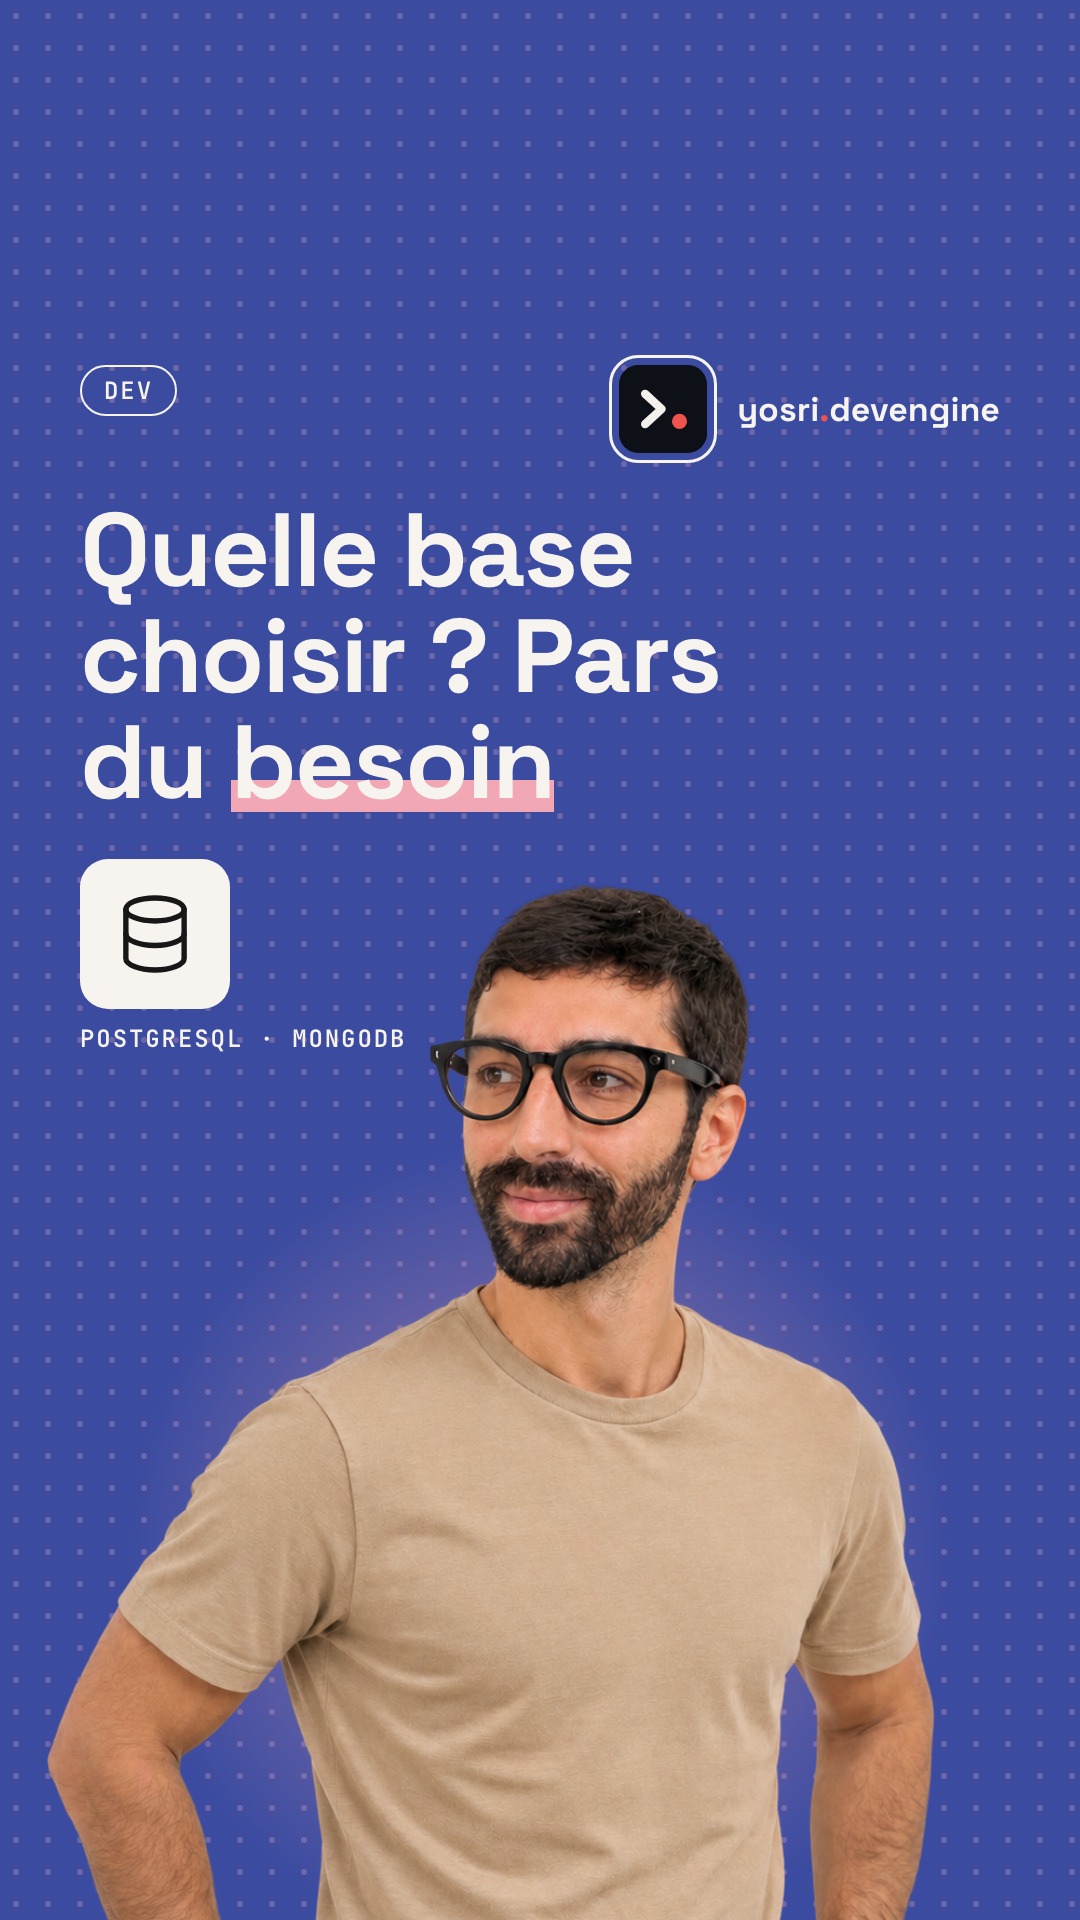 DEV
yosri.devengine
Quelle base
choisir ? Pars
du besoin
POSTGRESQL · MONGODB